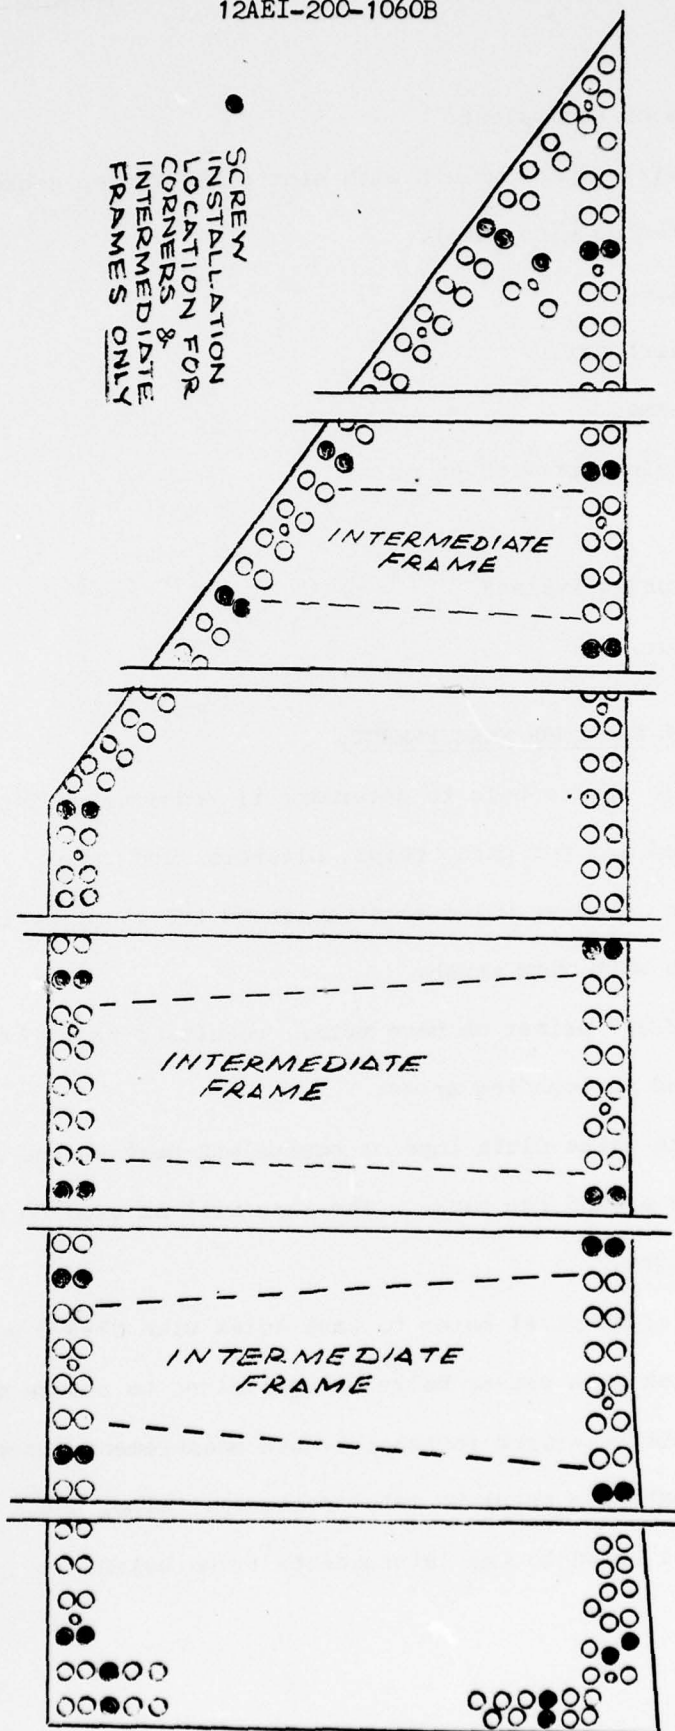 12AEI-200-1060B
SCREW
INSTALLATION
LOCATION FOR
CORNERS &
INTERMEDIATE
FRAMES ONLY
INTERMEDIATE
FRAME
INTERMEDIATE
FRAME
INTERMEDIATE
FRAME